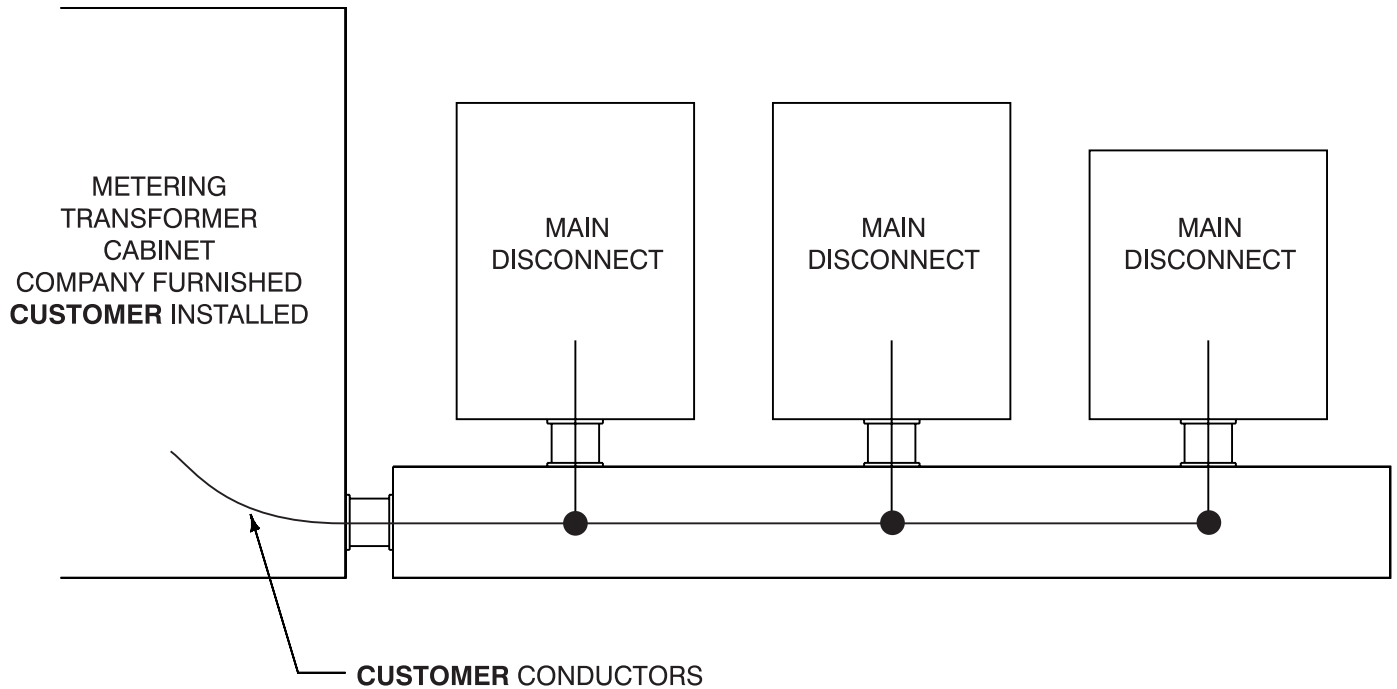 METERING
TRANSFORMER
CABINET
COMPANY FURNISHED
CUSTOMER INSTALLED
MAIN
DISCONNECT
MAIN
DISCONNECT
MAIN
DISCONNECT
CUSTOMER CONDUCTORS